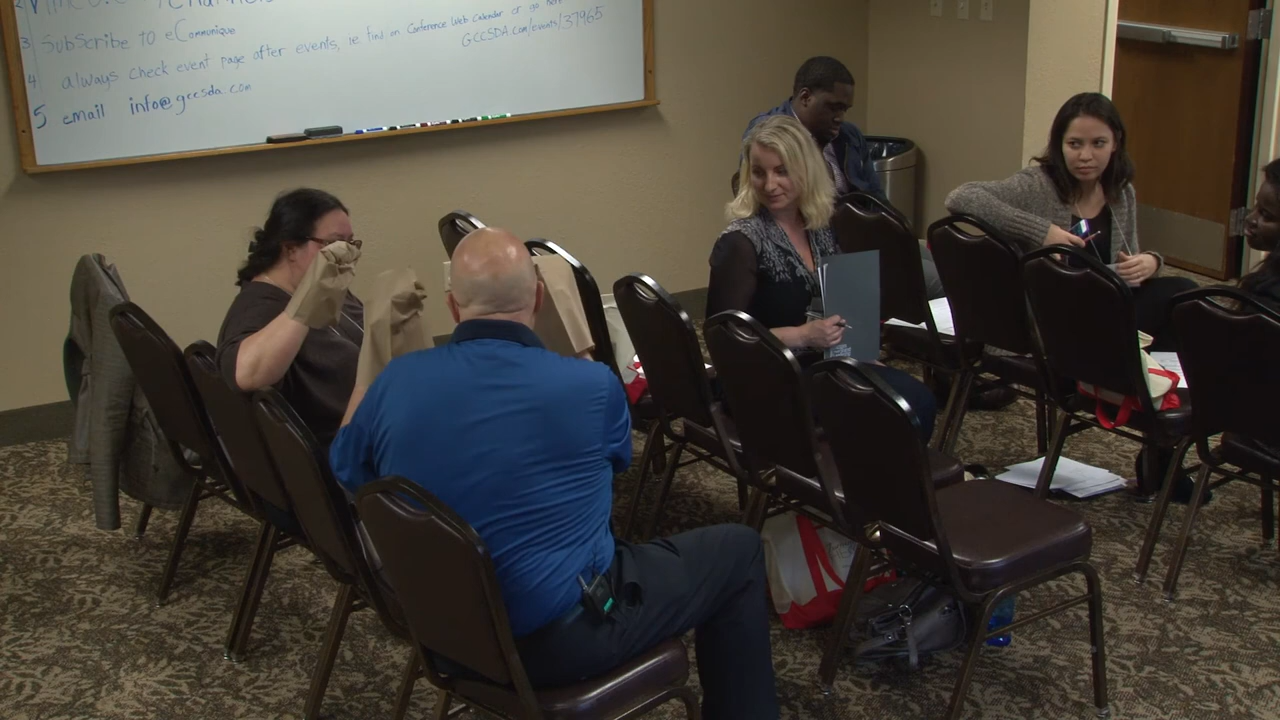 3 Subscribe to eCommunique
4 always check event page after events, ie find on Conference Web Calendar or go here
GCCSDA.com/events/37965
5 email info@gccsda.com